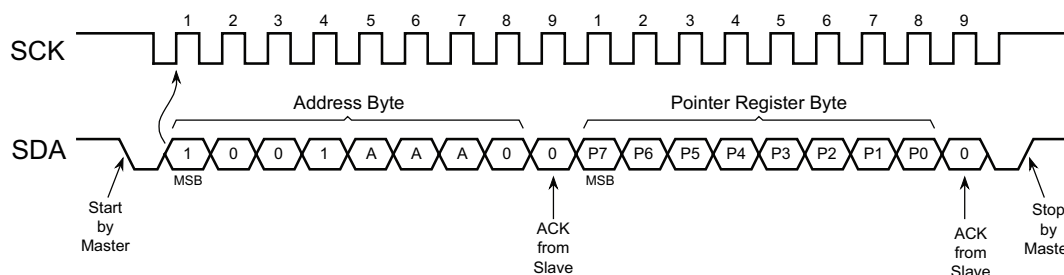 1 2 3 4 5 6 7 8 9 1 2 3 4 5 6 7 8 9
SCK
Address Byte Pointer Register Byte
SDA 1 0 0 1 A A A 0 0 P7 P6 P5 P4 P3 P2 P1 P0 0
MSB MSB
Start
by
Master
ACK
from
Slave
ACK
from
Slave
Stop
by
Master